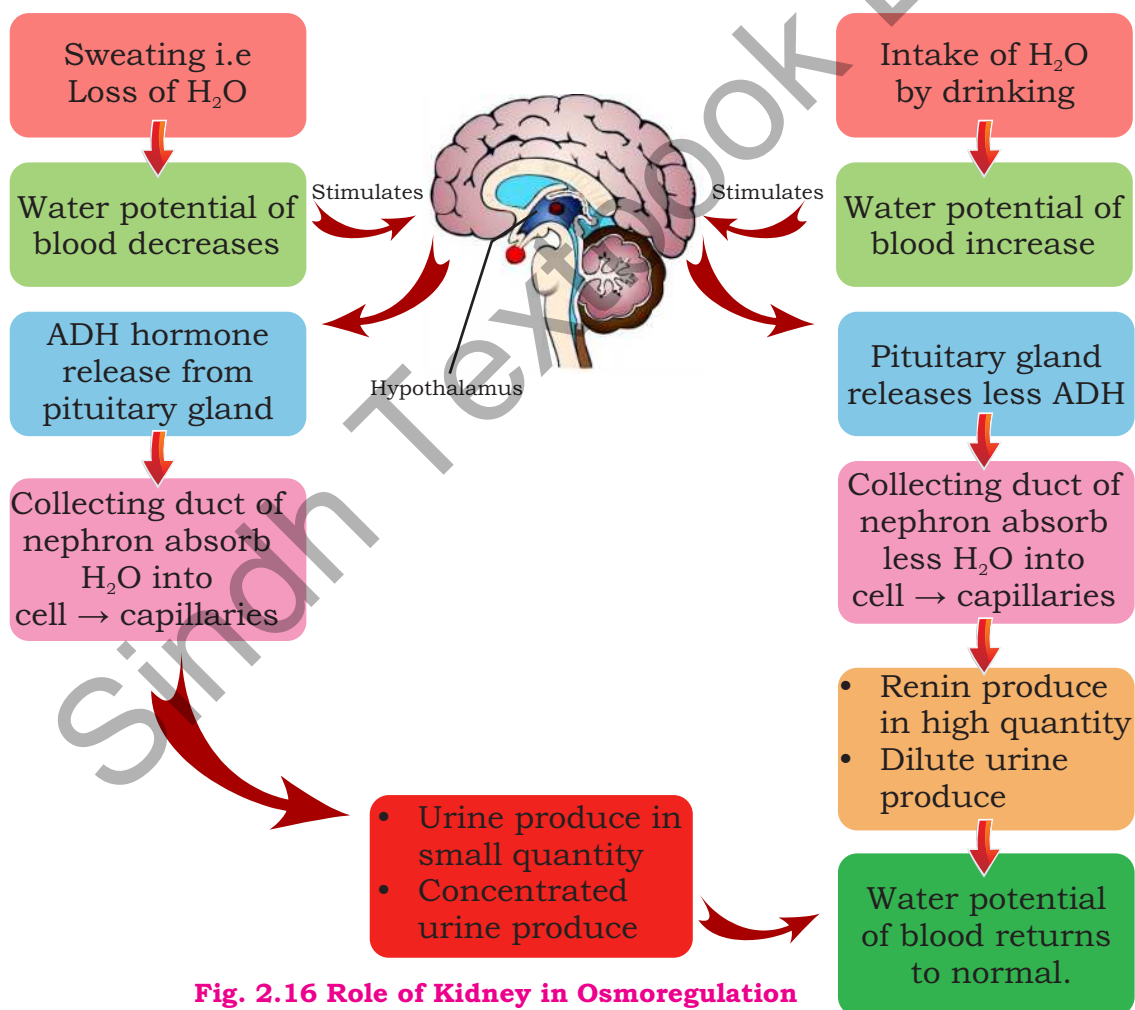 Sweating i.e
Loss of H₂O
Water potential of
blood decreases
Stimulates
ADH hormone
release from
pituitary gland
Collecting duct of
nephron absorb
H₂O into
cell → capillaries
Hypothalamus
Intake of H₂O
by drinking
Stimulates
Water potential of
blood increase
Pituitary gland
releases less ADH
Collecting duct of
nephron absorb
less H₂O into
cell → capillaries
• Renin produce
in high quantity
• Dilute urine
produce
• Urine produce in
small quantity
• Concentrated
urine produce
Water potential
of blood returns
to normal.
Fig. 2.16 Role of Kidney in Osmoregulation
Sindh Textbook